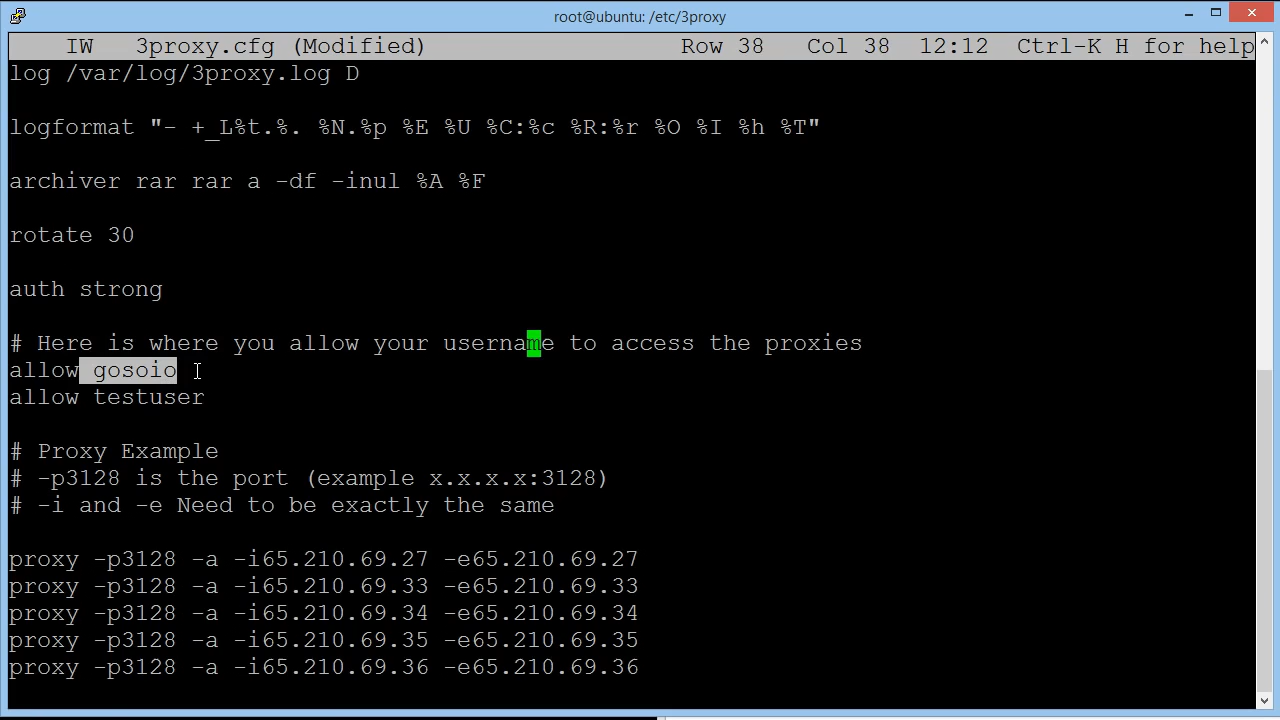 root@ubuntu: /etc/3proxy
IW 3proxy.cfg (Modified) Row 38 Col 38 12:12 Ctrl-K H for help
log /var/log/3proxy.log D
logformat "- +_L%t.%. %N.%p %E %U %C:%c %R:%r %O %I %h %T"
archiver rar rar a -df -inul %A %F
rotate 30
auth strong
# Here is where you allow your username to access the proxies
allow gosoio
allow testuser
# Proxy Example
# -p3128 is the port (example x.x.x.x:3128)
# -i and -e Need to be exactly the same
proxy -p3128 -a -i65.210.69.27 -e65.210.69.27
proxy -p3128 -a -i65.210.69.33 -e65.210.69.33
proxy -p3128 -a -i65.210.69.34 -e65.210.69.34
proxy -p3128 -a -i65.210.69.35 -e65.210.69.35
proxy -p3128 -a -i65.210.69.36 -e65.210.69.36